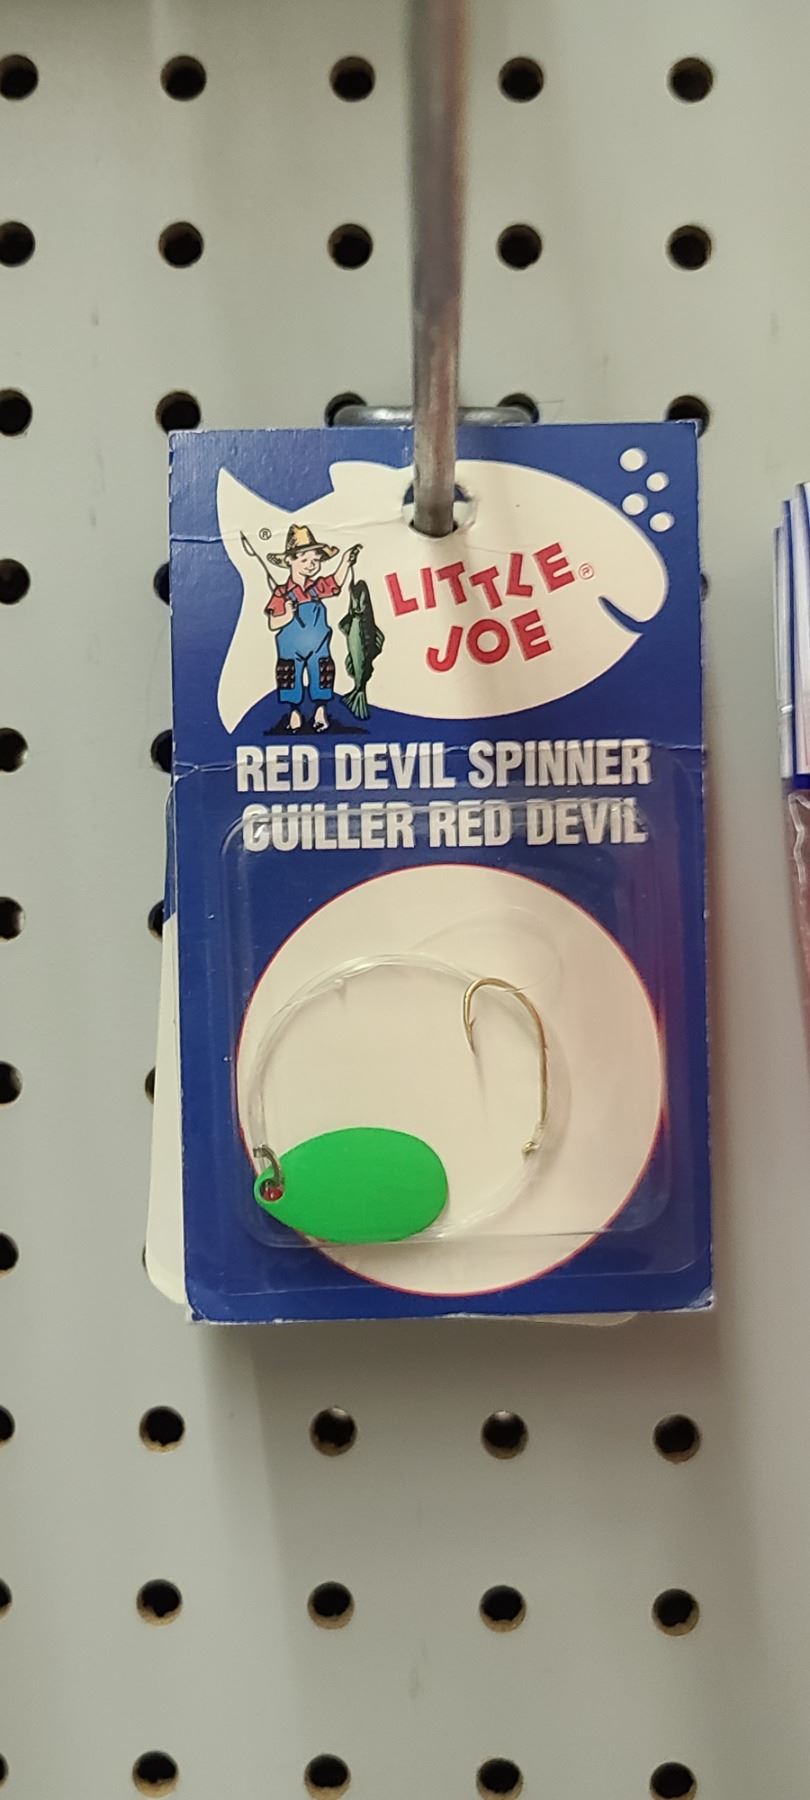 ®
LITTLE®
JOE
RED DEVIL SPINNER
CUILLER RED DEVIL